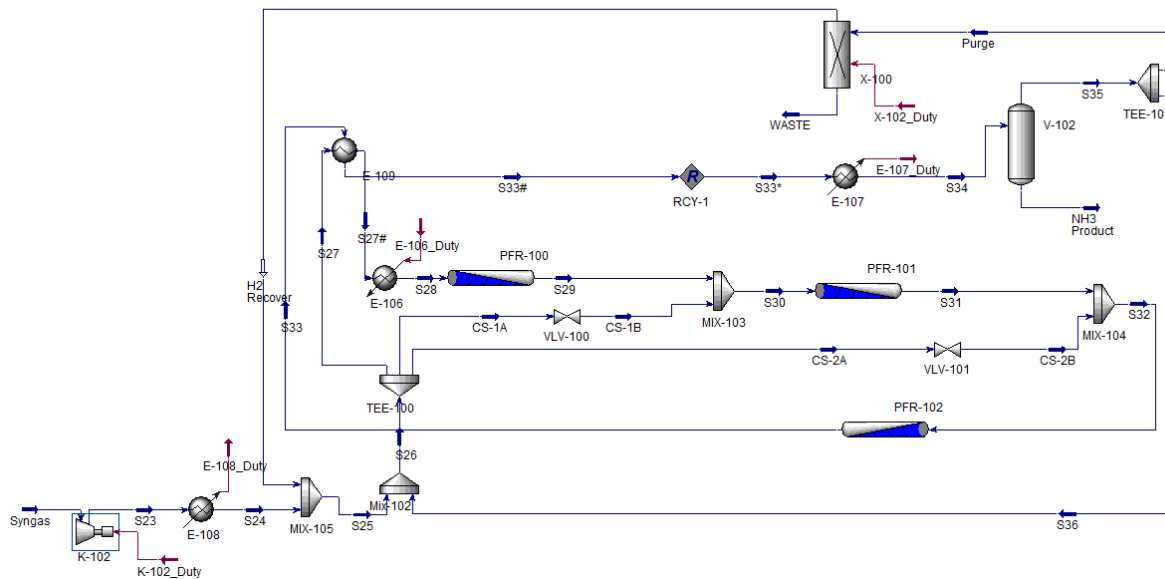 Purge
X-100
S35
WASTE
X-102_Duty
V-102
TEE-10
E-109
S33#
R
RCY-1
S33*
E-107_Duty
E-107
S34
NH3
Product
S27
S27#
E-106_Duty
PFR-100
PFR-101
E-106
S28
S29
MIX-103
S30
S31
S32
MIX-104
H2
Recover
S33
CS-1A
VLV-100
CS-1B
CS-2A
VLV-101
CS-2B
TEE-100
PFR-102
S26
E-108_Duty
Mix-102
Syngas
K-102
S23
E-108
S24
MIX-105
S25
S36
K-102_Duty